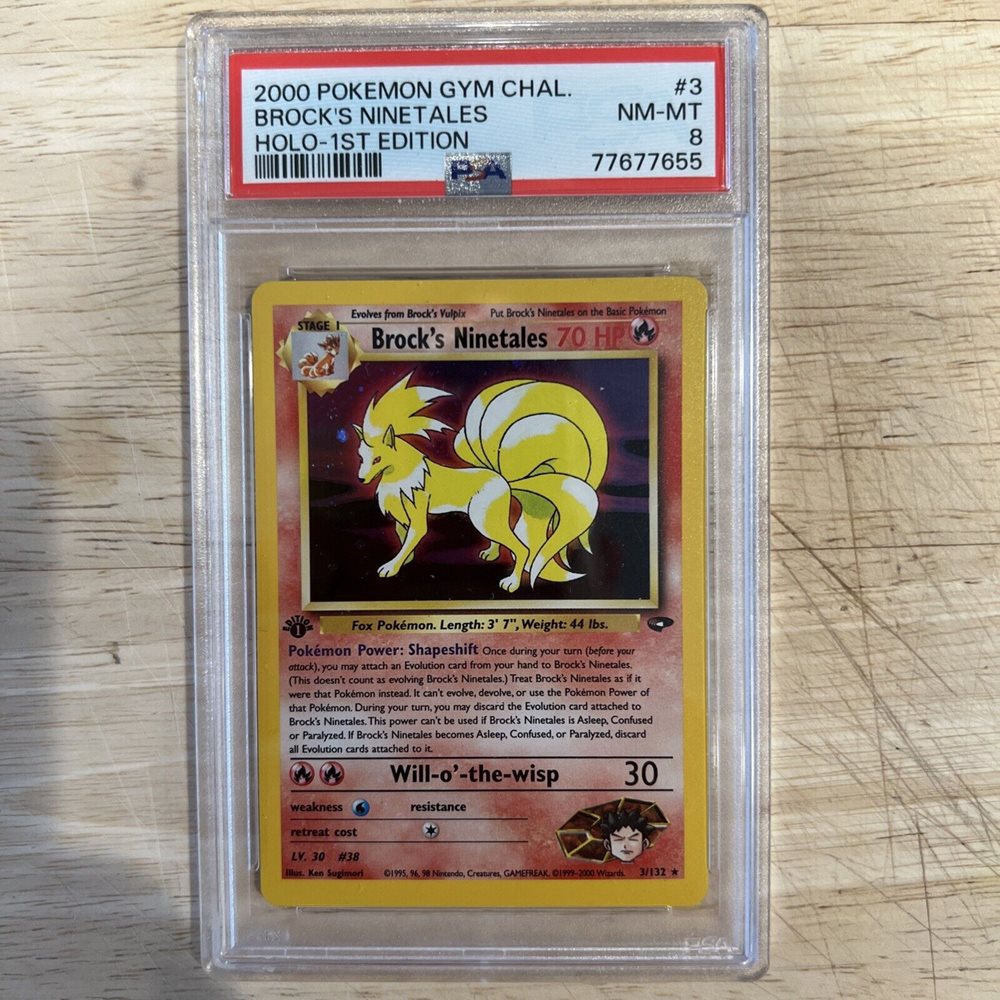 2000 POKEMON GYM CHAL. #3
BROCK'S NINETALES NM-MT
HOLO-1ST EDITION 8
PSA 77677655
Evolves from Brock's Vulpix Put Brock's Ninetales on the Basic Pokémon
STAGE 1 Brock's Ninetales 70 HP
EDITION 1
Fox Pokémon. Length: 3' 7", Weight: 44 lbs.
Pokémon Power: Shapeshift Once during your turn (before your
attack), you may attach an Evolution card from your hand to Brock's Ninetales.
(This doesn't count as evolving Brock's Ninetales.) Treat Brock's Ninetales as if it
were that Pokémon instead. It can't evolve, devolve, or use the Pokémon Power of
that Pokémon. During your turn, you may discard the Evolution card attached to
Brock's Ninetales. This power can't be used if Brock's Ninetales is Asleep, Confused
or Paralyzed. If Brock's Ninetales becomes Asleep, Confused, or Paralyzed, discard
all Evolution cards attached to it.
Will-o'-the-wisp 30
weakness resistance
retreat cost
LV. 30 #38
Illus. Ken Sugimori ©1995, 96, 98 Nintendo, Creatures, GAMEFREAK. ©1999-2000 Wizards. 3/132 ★
PSA